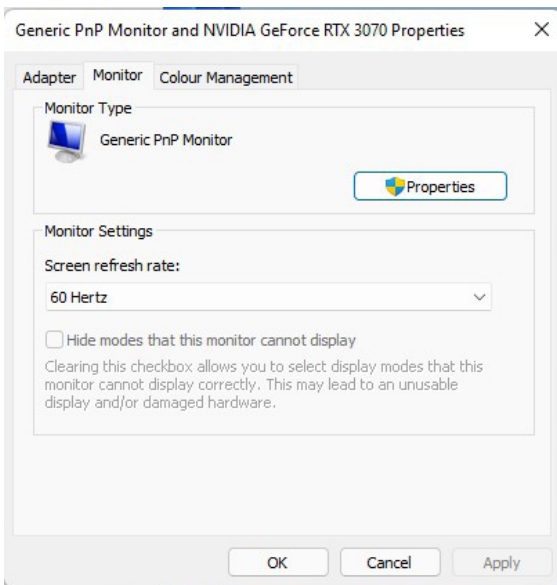 Generic PnP Monitor and NVIDIA GeForce RTX 3070 Properties
Adapter Monitor Colour Management
Monitor Type
Generic PnP Monitor
Properties
Monitor Settings
Screen refresh rate:
60 Hertz
Hide modes that this monitor cannot display
Clearing this checkbox allows you to select display modes that this
monitor cannot display correctly. This may lead to an unusable
display and/or damaged hardware.
OK Cancel Apply